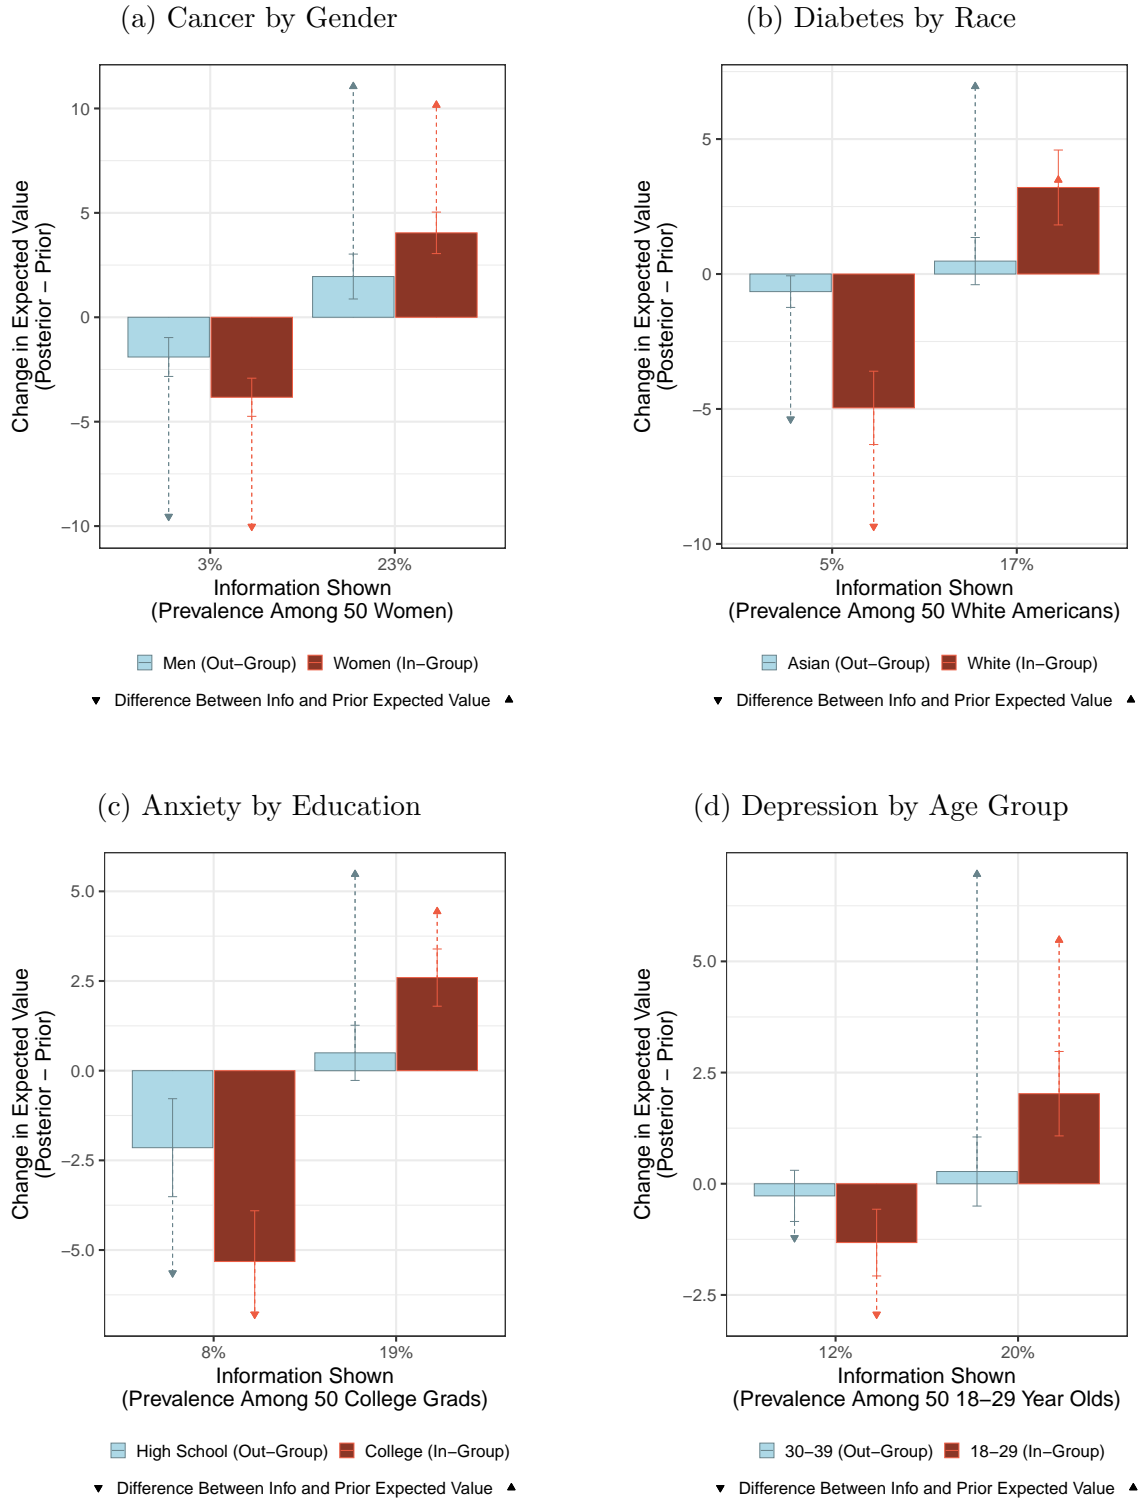 (a) Cancer by Gender
Change in Expected Value
(Posterior − Prior)
10
5
0
−5
−10
3%
23%
Information Shown
(Prevalence Among 50 Women)
Men (Out−Group)
Women (In−Group)
Difference Between Info and Prior Expected Value
(b) Diabetes by Race
Change in Expected Value
(Posterior − Prior)
5
0
−5
−10
5%
17%
Information Shown
(Prevalence Among 50 White Americans)
Asian (Out−Group)
White (In−Group)
Difference Between Info and Prior Expected Value
(c) Anxiety by Education
Change in Expected Value
(Posterior − Prior)
5.0
2.5
0.0
−2.5
−5.0
8%
19%
Information Shown
(Prevalence Among 50 College Grads)
High School (Out−Group)
College (In−Group)
Difference Between Info and Prior Expected Value
(d) Depression by Age Group
Change in Expected Value
(Posterior − Prior)
5.0
2.5
0.0
−2.5
12%
20%
Information Shown
(Prevalence Among 50 18−29 Year Olds)
30−39 (Out−Group)
18−29 (In−Group)
Difference Between Info and Prior Expected Value